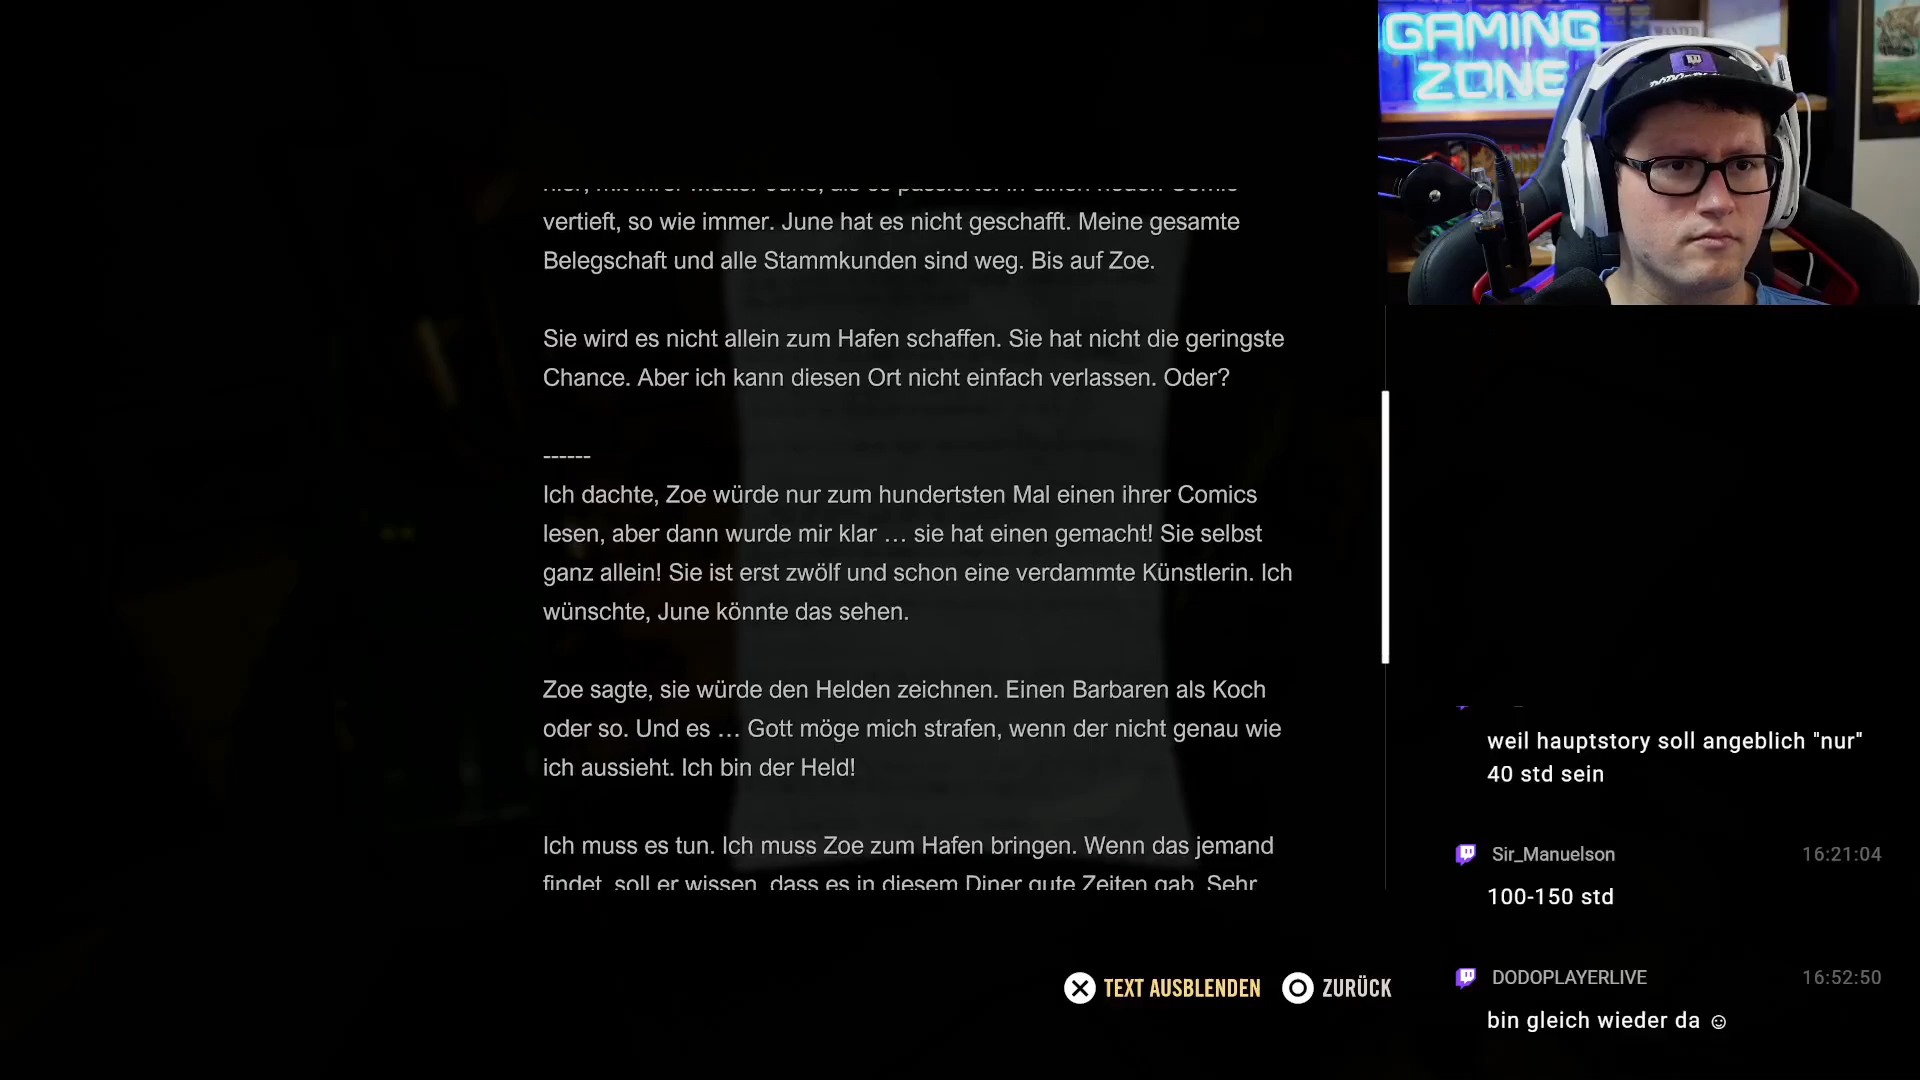 GAMING
ZONE
WANTED
vertieft, so wie immer. June hat es nicht geschafft. Meine gesamte
Belegschaft und alle Stammkunden sind weg. Bis auf Zoe.
Sie wird es nicht allein zum Hafen schaffen. Sie hat nicht die geringste
Chance. Aber ich kann diesen Ort nicht einfach verlassen. Oder?
------
Ich dachte, Zoe würde nur zum hundertsten Mal einen ihrer Comics
lesen, aber dann wurde mir klar … sie hat einen gemacht! Sie selbst
ganz allein! Sie ist erst zwölf und schon eine verdammte Künstlerin. Ich
wünschte, June könnte das sehen.
Zoe sagte, sie würde den Helden zeichnen. Einen Barbaren als Koch
oder so. Und es … Gott möge mich strafen, wenn der nicht genau wie
ich aussieht. Ich bin der Held!
Ich muss es tun. Ich muss Zoe zum Hafen bringen. Wenn das jemand
findet, soll er wissen, dass es in diesem Diner gute Zeiten gab. Sehr
TEXT AUSBLENDEN
ZURÜCK
weil hauptstory soll angeblich "nur"
40 std sein
Sir_Manuelson 16:21:04
100-150 std
DODOPLAYERLIVE 16:52:50
bin gleich wieder da ☺